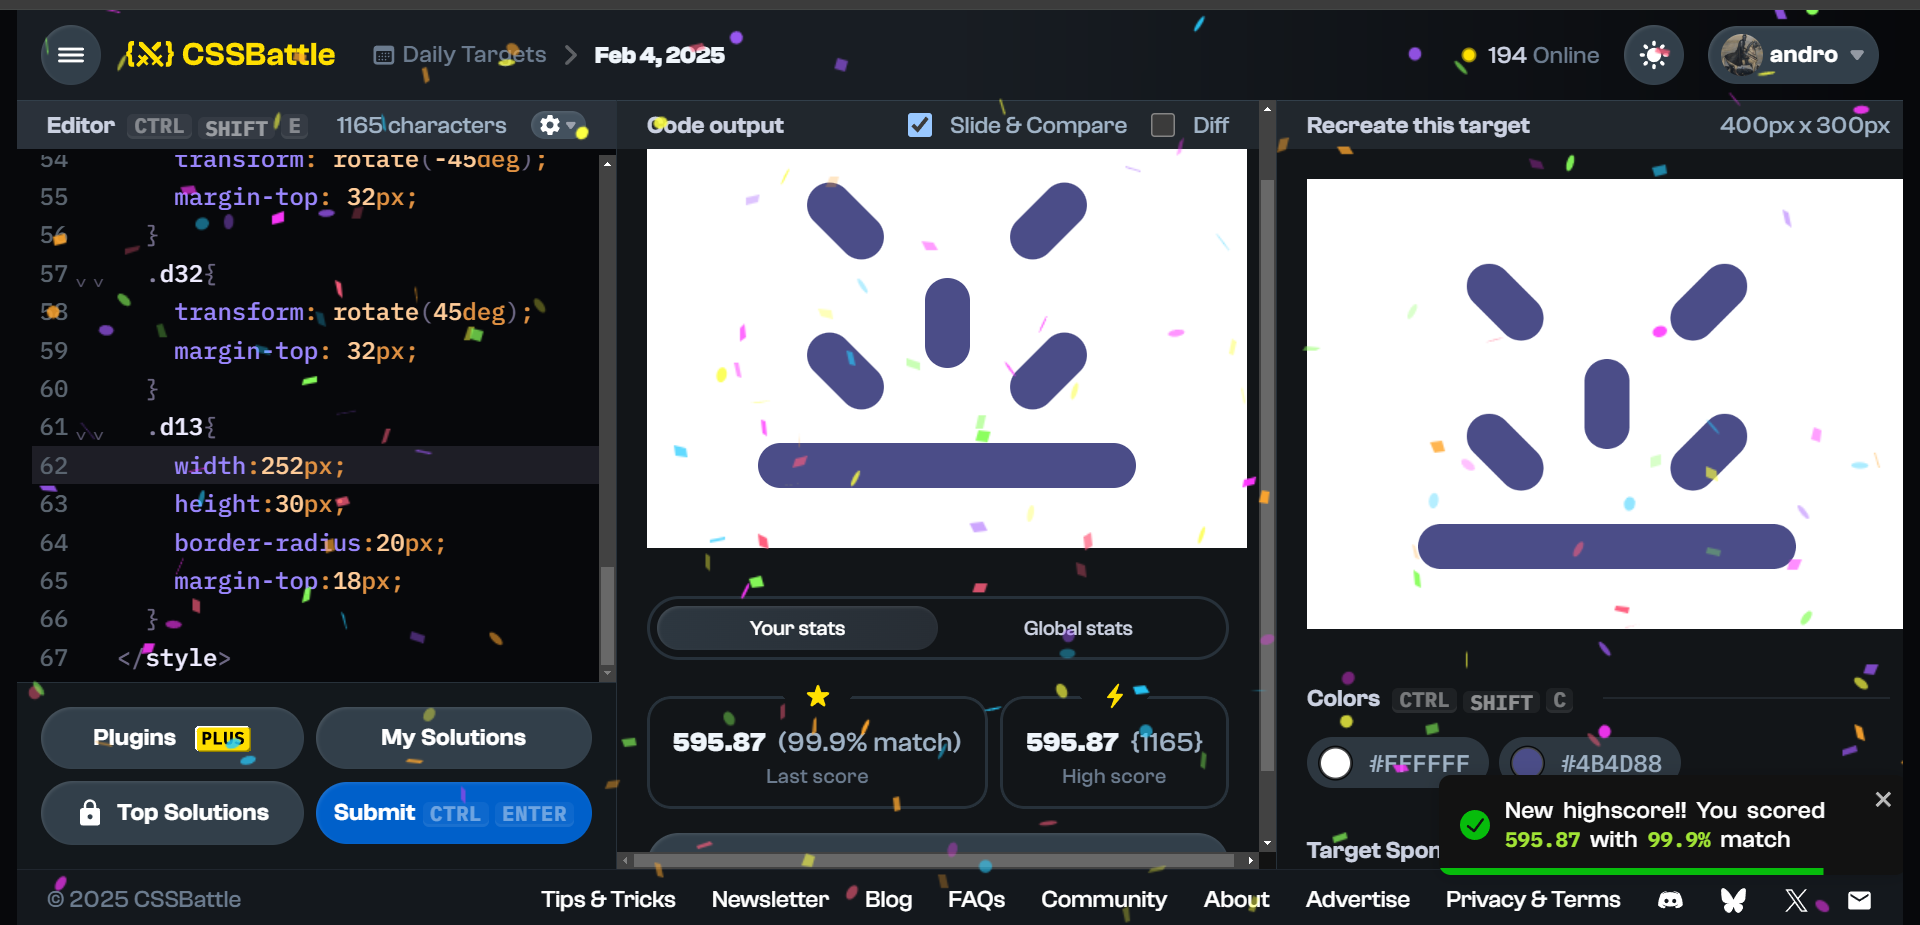 CSSBattle
Daily Targets
Feb 4, 2025
194 Online
andro
Editor CTRL SHIFT E
1165 characters
Code output
Slide & Compare
Diff
Recreate this target
400px x 300px
54 transform: rotate(-45deg);
55 margin-top: 32px;
56 }
57 .d32{
58 transform: rotate(45deg);
59 margin-top: 32px;
60 }
61 .d13{
62 width:252px;
63 height:30px;
64 border-radius:20px;
65 margin-top:18px;
66 }
67 </style>
Plugins PLUS
My Solutions
Top Solutions
Submit CTRL ENTER
Your stats
Global stats
595.87 (99.9% match)
Last score
595.87 {1165}
High score
Colors CTRL SHIFT C
#FFFFFF
#4B4D88
Target Spon
New highscore!! You scored
595.87 with 99.9% match
© 2025 CSSBattle
Tips & Tricks
Newsletter
Blog
FAQs
Community
About
Advertise
Privacy & Terms